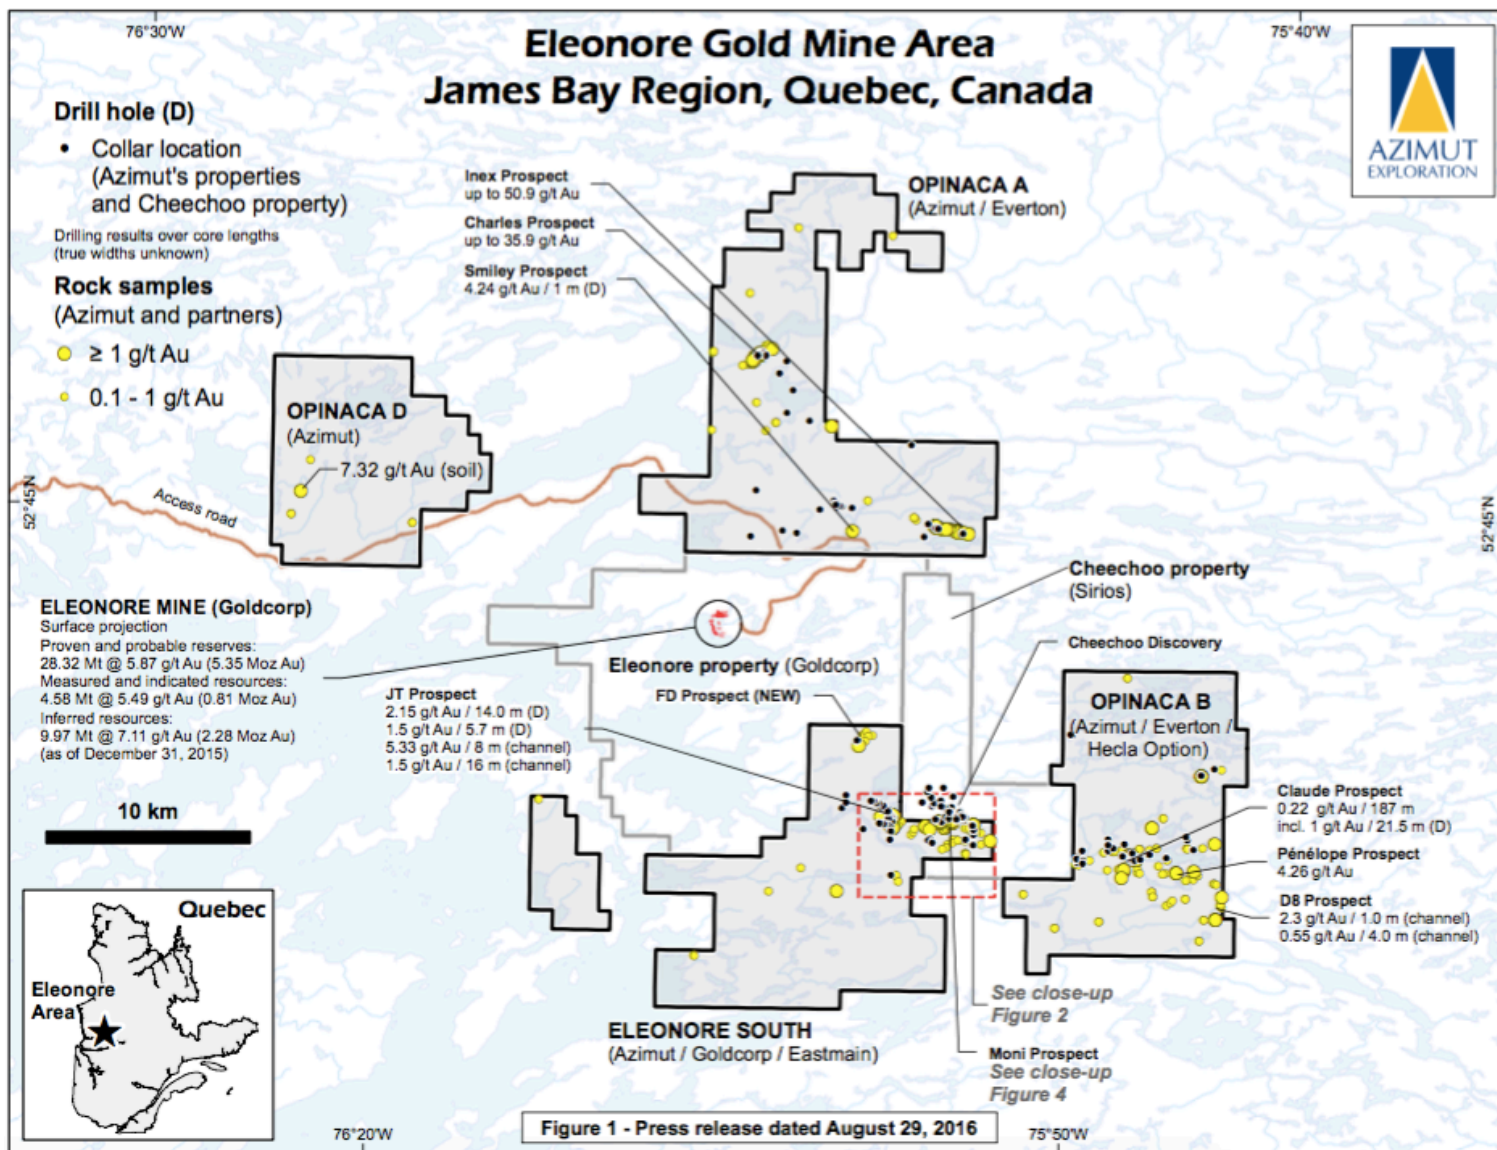 76°30'W
75°40'W
Eleonore Gold Mine Area
James Bay Region, Quebec, Canada
AZIMUT
EXPLORATION
Drill hole (D)
Collar location
(Azimut's properties
and Cheechoo property)
Drilling results over core lengths
(true widths unknown)
Rock samples
(Azimut and partners)
≥ 1 g/t Au
0.1 - 1 g/t Au
Inex Prospect
up to 50.9 g/t Au
Charles Prospect
up to 35.9 g/t Au
Smiley Prospect
4.24 g/t Au / 1 m (D)
OPINACA A
(Azimut / Everton)
OPINACA D
(Azimut)
7.32 g/t Au (soil)
Access road
52°45'N
52°45'N
ELEONORE MINE (Goldcorp)
Surface projection
Proven and probable reserves:
28.32 Mt @ 5.87 g/t Au (5.35 Moz Au)
Measured and indicated resources:
4.58 Mt @ 5.49 g/t Au (0.81 Moz Au)
Inferred resources:
9.97 Mt @ 7.11 g/t Au (2.28 Moz Au)
(as of December 31, 2015)
Cheechoo property
(Sirios)
Cheechoo Discovery
Eleonore property (Goldcorp)
FD Prospect (NEW)
JT Prospect
2.15 g/t Au / 14.0 m (D)
1.5 g/t Au / 5.7 m (D)
5.33 g/t Au / 8 m (channel)
1.5 g/t Au / 16 m (channel)
OPINACA B
(Azimut / Everton /
Hecla Option)
Claude Prospect
0.22 g/t Au / 187 m
incl. 1 g/t Au / 21.5 m (D)
Pénélope Prospect
4.26 g/t Au
D8 Prospect
2.3 g/t Au / 1.0 m (channel)
0.55 g/t Au / 4.0 m (channel)
10 km
Quebec
Eleonore
Area
See close-up
Figure 2
ELEONORE SOUTH
(Azimut / Goldcorp / Eastmain)
Moni Prospect
See close-up
Figure 4
Figure 1 - Press release dated August 29, 2016
76°20'W
75°50'W